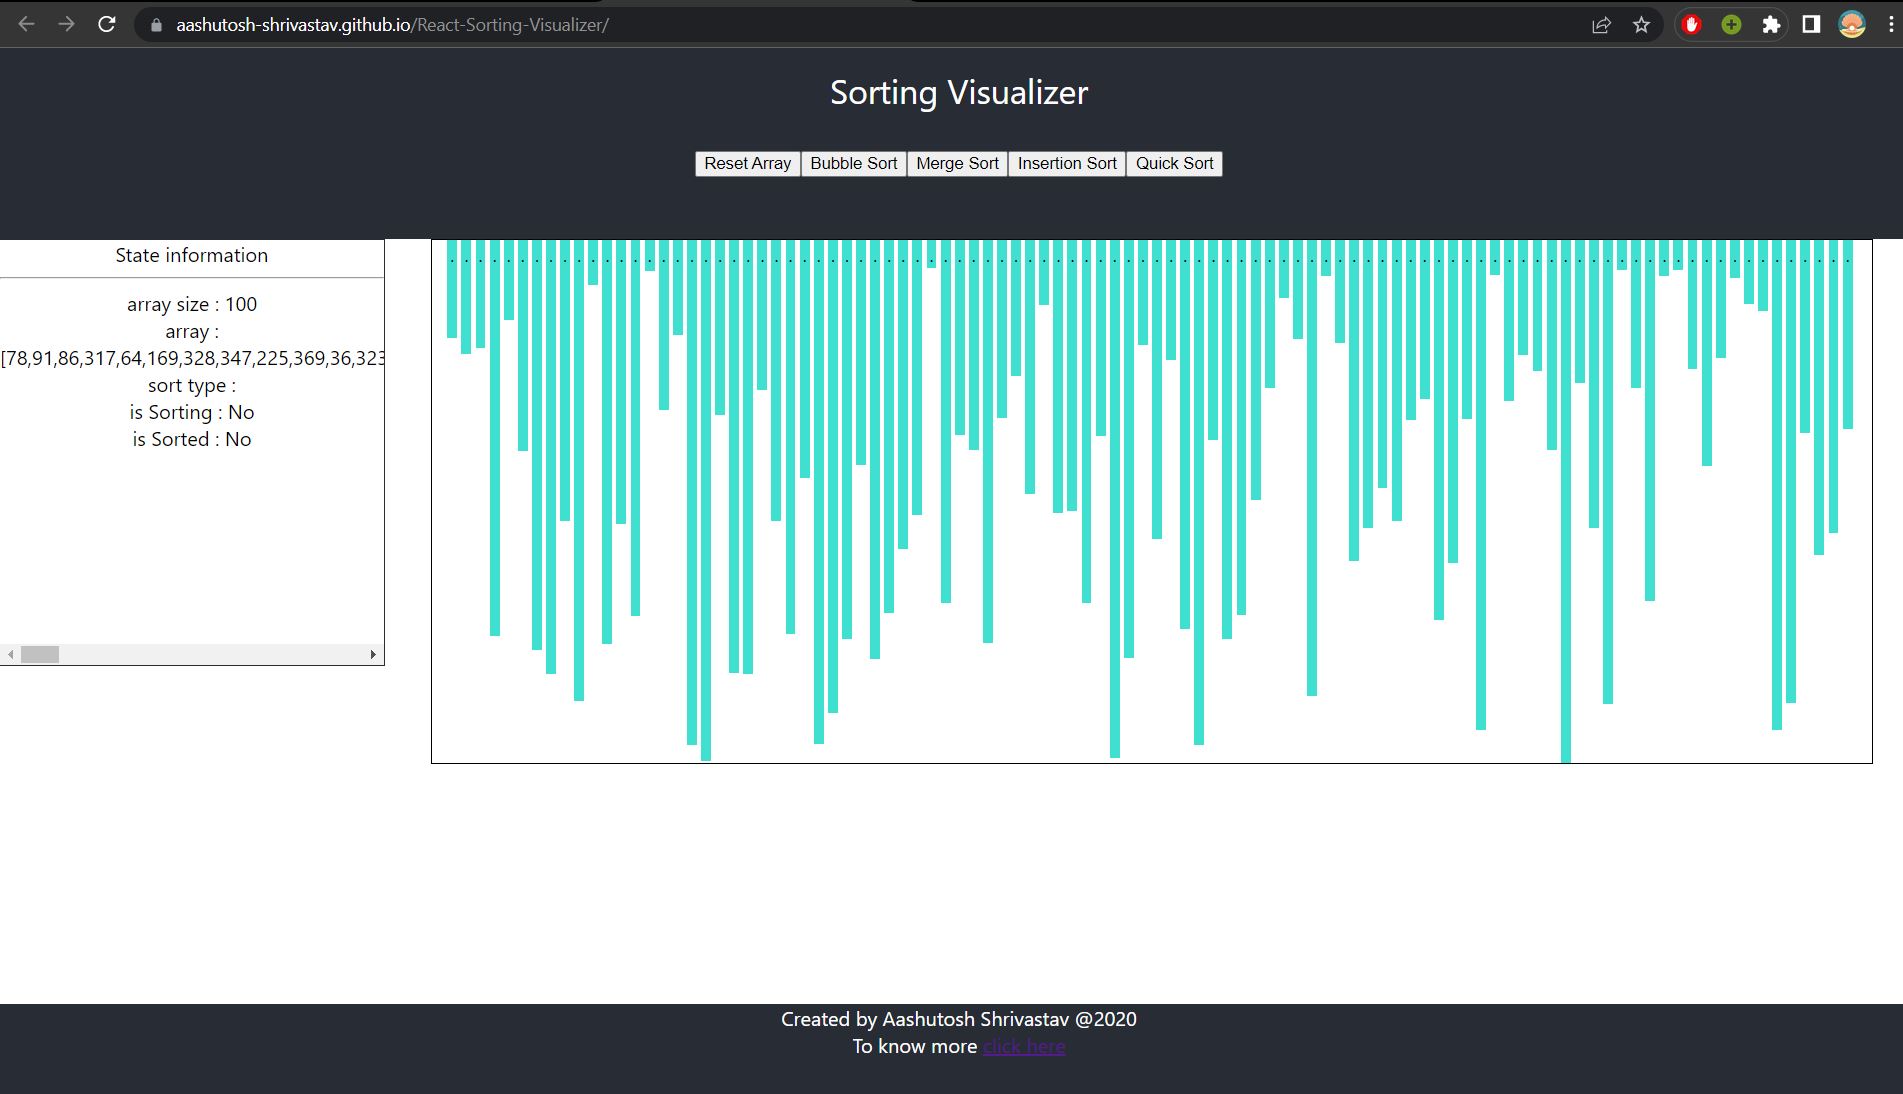 aashutosh-shrivastav.github.io/React-Sorting-Visualizer/
Sorting Visualizer
Reset Array Bubble Sort Merge Sort Insertion Sort Quick Sort
State information
array size : 100
array :
[78,91,86,317,64,169,328,347,225,369,36,323
sort type :
is Sorting : No
is Sorted : No
Created by Aashutosh Shrivastav @2020
To know more click here